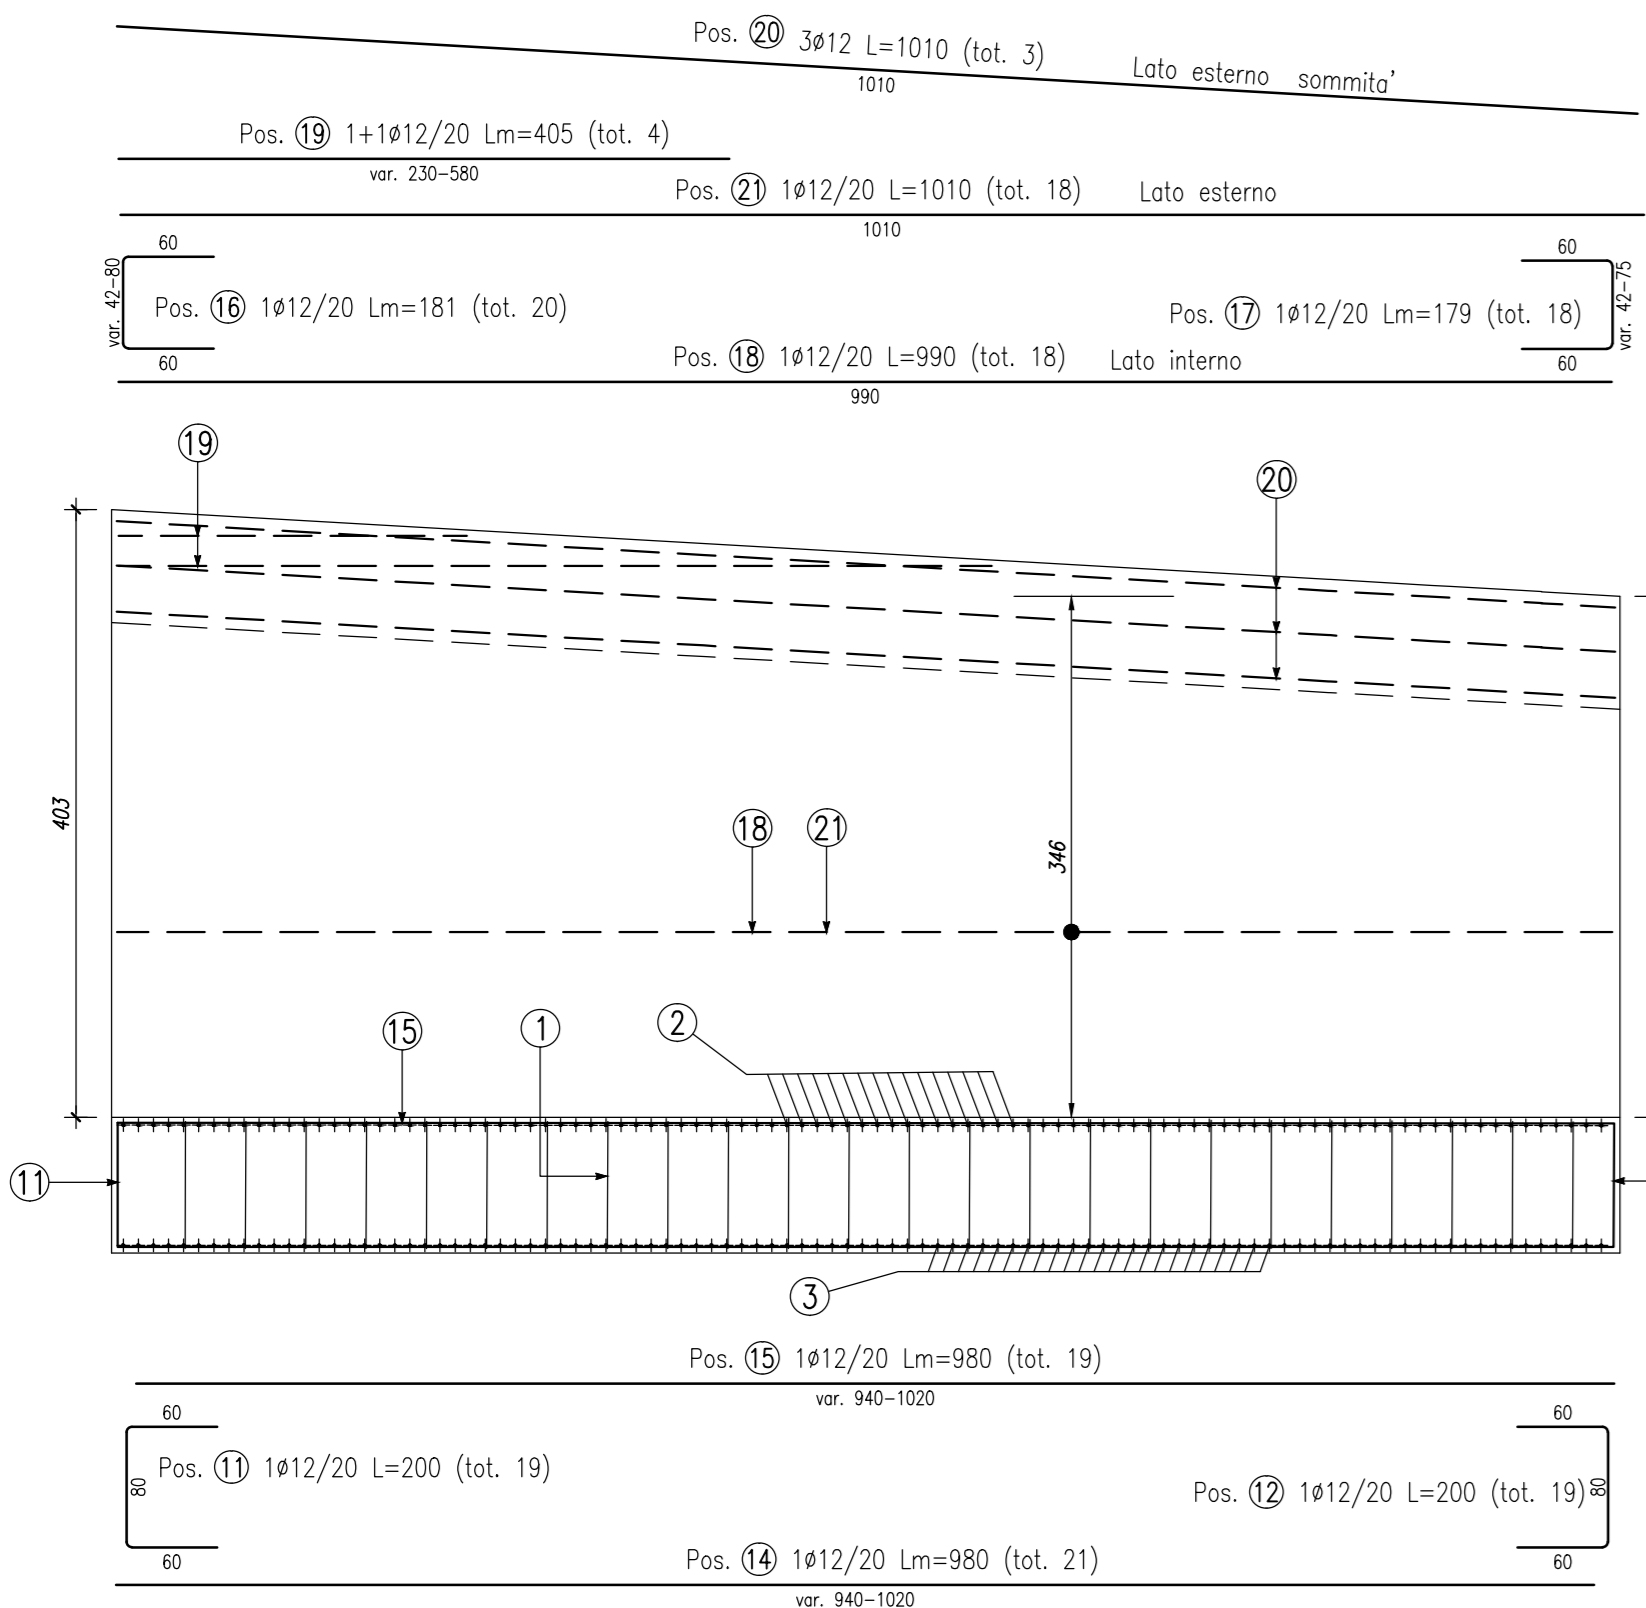 Pos. 20 3ø12 L=1010 (tot. 3)
Lato esterno sommita'
1010
Pos. 19 1+1ø12/20 Lm=405 (tot. 4)
var. 230-580
Pos. 21 1ø12/20 L=1010 (tot. 18) Lato esterno
1010
60
60
var. 42-80
Pos. 16 1ø12/20 Lm=181 (tot. 20)
Pos. 17 1ø12/20 Lm=179 (tot. 18)
var. 42-75
60
Pos. 18 1ø12/20 L=990 (tot. 18) Lato interno
60
990
19
20
403
18
21
346
15
1
2
11
3
Pos. 15 1ø12/20 Lm=980 (tot. 19)
var. 940-1020
60
60
80
Pos. 11 1ø12/20 L=200 (tot. 19)
Pos. 12 1ø12/20 L=200 (tot. 19)
80
60
Pos. 14 1ø12/20 Lm=980 (tot. 21)
60
var. 940-1020